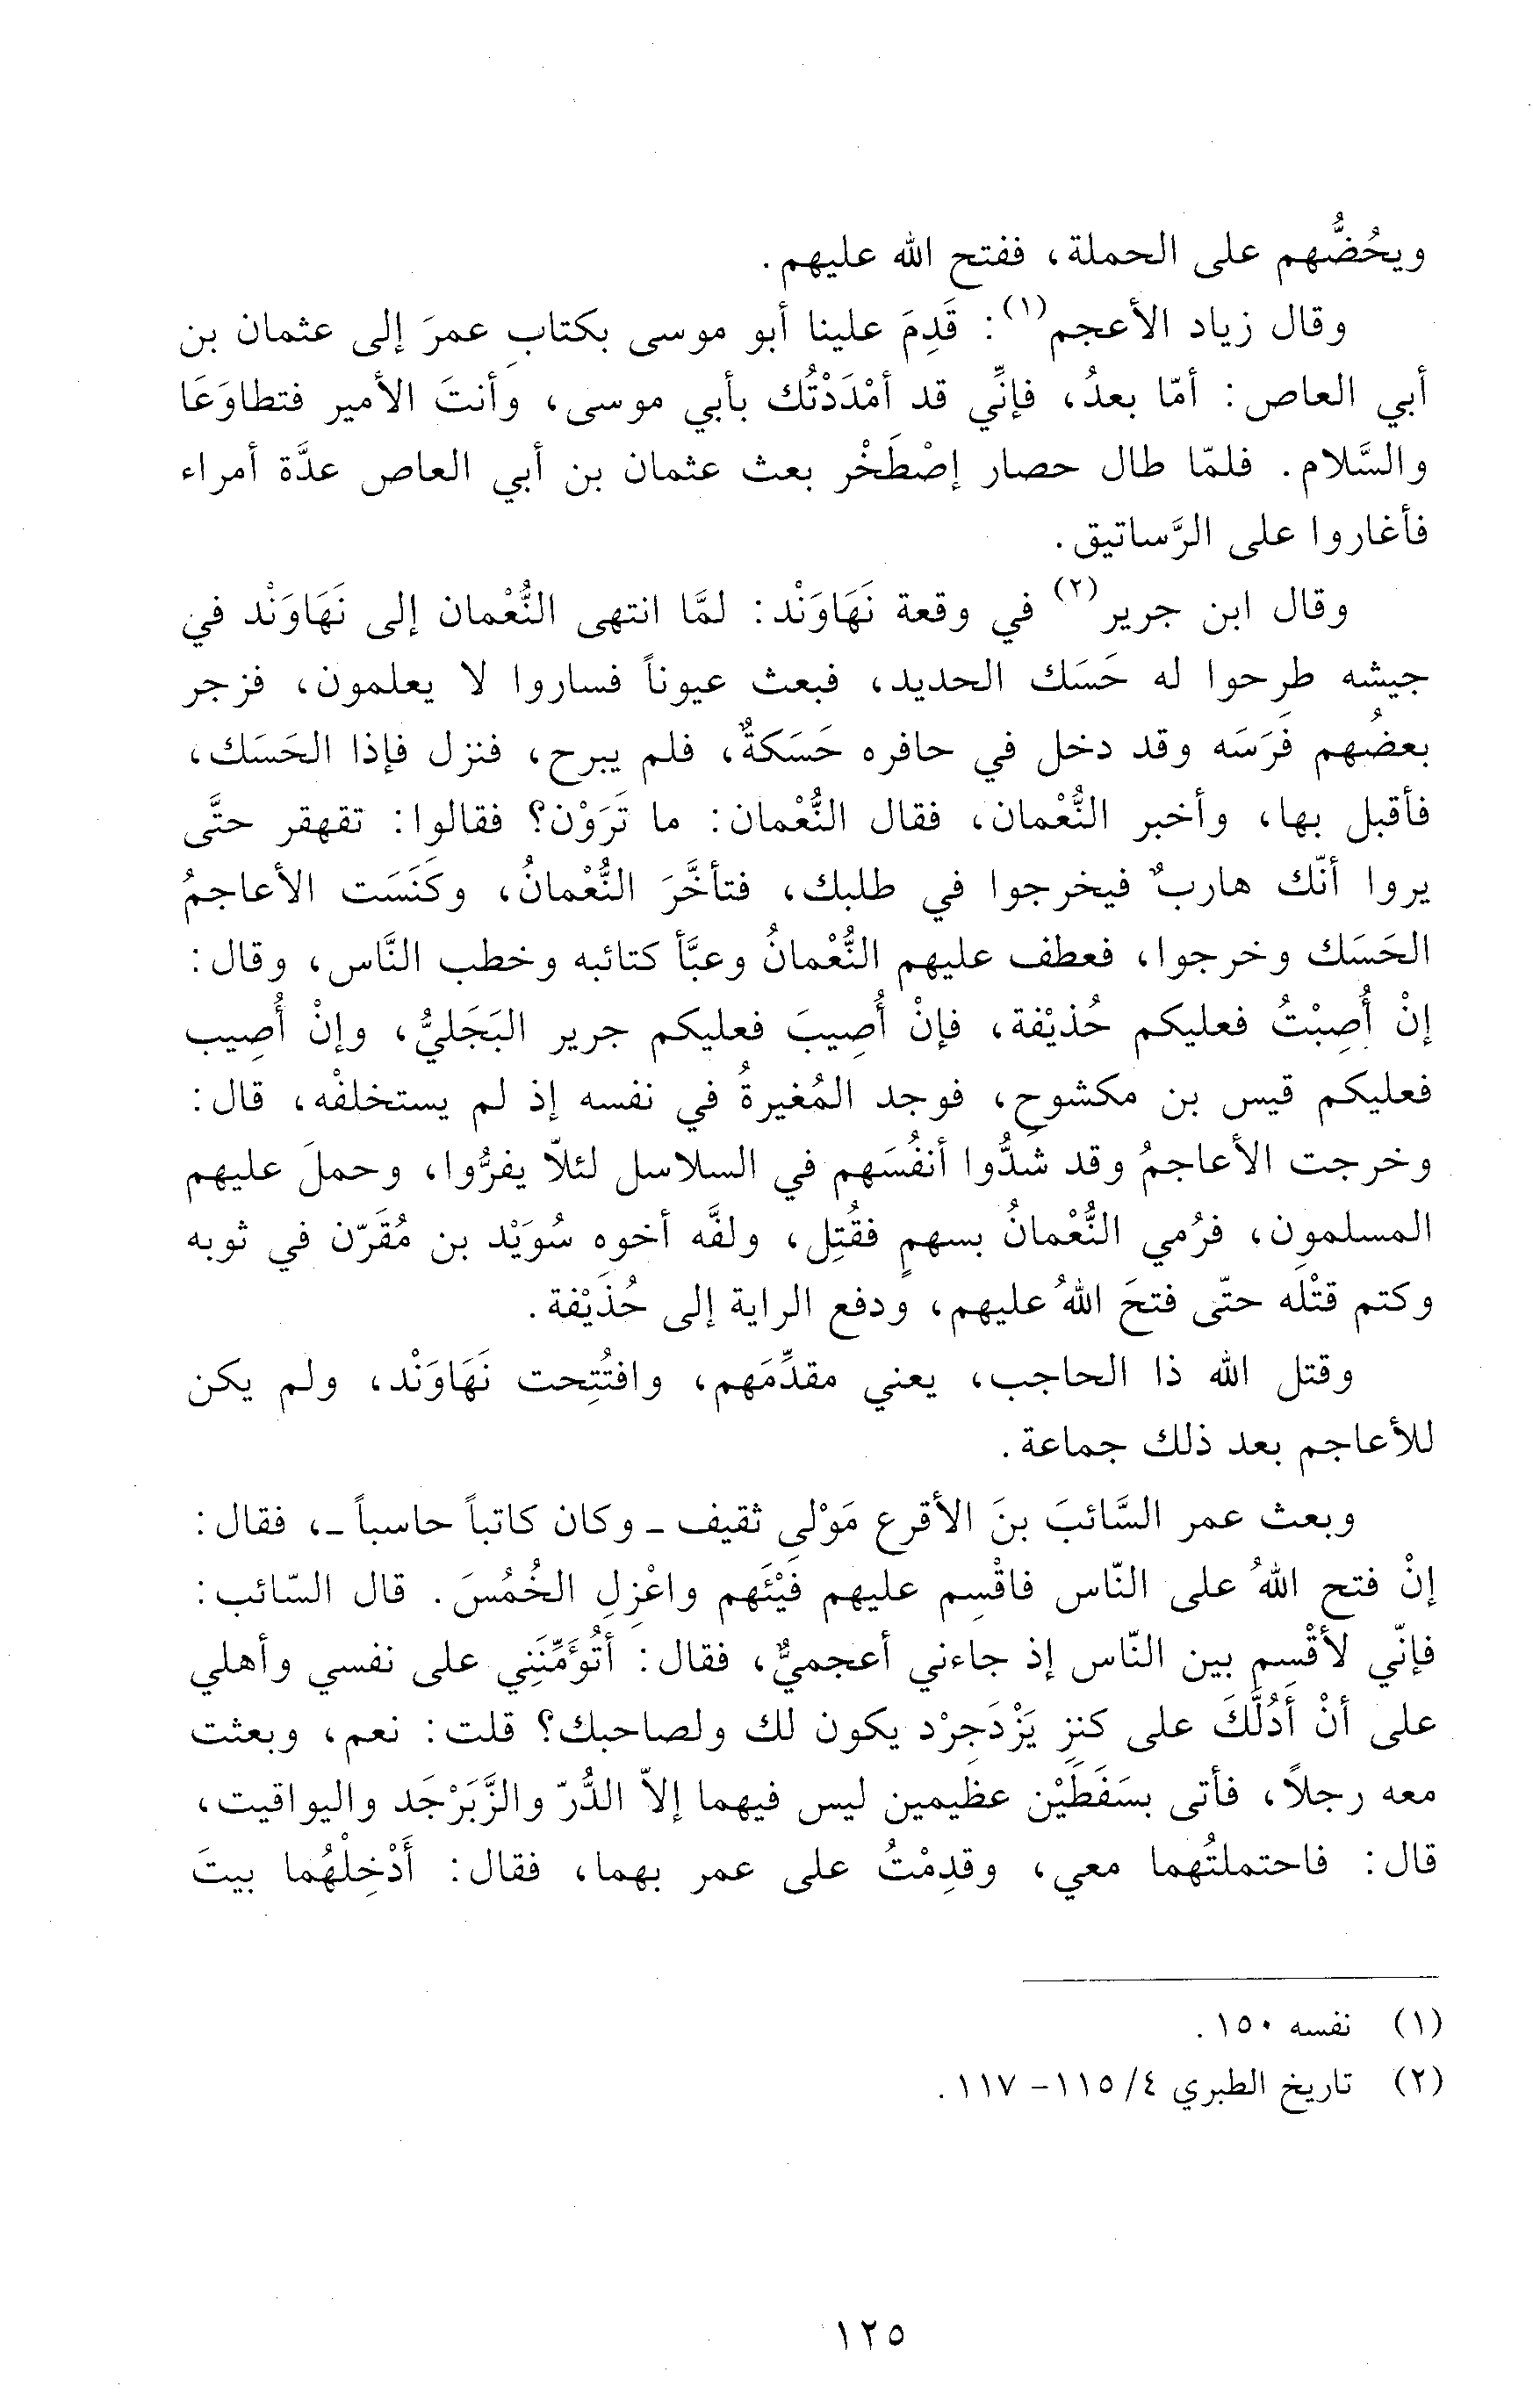 ويحُضُّهم على الحملة، ففتح الله عليهم.
وقال زياد الأعجم(١): قَدِمَ علينا أبو موسى بكتابِ عمرَ إلى عثمان بن
أبي العاص: أمّا بعدُ، فإنِّي قد أمْدَدْتُك بأبي موسى، وأنتَ الأمير فتطاوَعَا
والسَّلام. فلمّا طال حصار إصْطَخْر بعث عثمان بن أبي العاص عدَّة أمراء
فأغاروا على الرَّساتيق.
وقال ابن جرير(٢) في وقعة نَهَاوَنْد: لمَّا انتهى النُّعْمان إلى نَهَاوَنْد في
جيشه طرحوا له حَسَك الحديد، فبعث عيوناً فساروا لا يعلمون، فزجر
بعضُهم فَرَسَه وقد دخل في حافره حَسَكةٌ، فلم يبرح، فنزل فإذا الحَسَك،
فأقبل بها، وأخبر النُّعْمان، فقال النُّعْمان: ما تَرَوْن؟ فقالوا: تقهقر حتَّى
يروا أنّك هاربٌ فيخرجوا في طلبك، فتأخَّرَ النُّعْمانُ، وكَنَسَت الأعاجمُ
الحَسَك وخرجوا، فعطف عليهم النُّعْمانُ وعبَّأ كتائبه وخطب النَّاس، وقال:
إنْ أُصِبْتُ فعليكم حُذيْفة، فإنْ أُصِيبَ فعليكم جرير البَجَليُّ، وإنْ أُصِيب
فعليكم قيس بن مكشوحٍ، فوجد المُغيرةُ في نفسه إذ لم يستخلفْه، قال:
وخرجت الأعاجمُ وقد شدُّوا أنفُسَهم في السلاسل لئلاّ يفرُّوا، وحملَ عليهم
المسلمون، فرُمي النُّعْمانُ بسهمٍ فقُتِل، ولفَّه أخوه سُوَيْد بن مُقَرّن في ثوبه
وكتم قتْله حتّى فتحَ اللهُ عليهم، ودفع الراية إلى حُذَيْفة.
وقتل الله ذا الحاجب، يعني مقدِّمَهم، وافتُتِحت نَهَاوَنْد، ولم يكن
للأعاجم بعد ذلك جماعة.
وبعث عمر السَّائبَ بنَ الأقرع مَوْلى ثقيف ـ وكان كاتباً حاسباً ـ، فقال:
إنْ فتح اللهُ على النّاس فاقْسِم عليهم فَيْئَهم واعْزِلِ الخُمُسَ. قال السّائب:
فإنّي لأقْسِم بين النّاس إذ جاءني أعجميٌّ، فقال: أتُؤَمِّنَنِي على نفسي وأهلي
على أنْ أَدُلَّكَ على كنزِ يَزْدَجِرْد يكون لك ولصاحبك؟ قلت: نعم، وبعثت
معه رجلاً، فأتى بسَفَطَيْن عظيمين ليس فيهما إلاّ الدُّرّ والزَّبَرْجَد واليواقيت،
قال: فاحتملتُهما معي، وقدِمْتُ على عمر بهما، فقال: أَدْخِلْهُما بيتَ
(١) نفسه ١٥٠.
(٢) تاريخ الطبري ٤/ ١١٥- ١١٧.
١٢٥